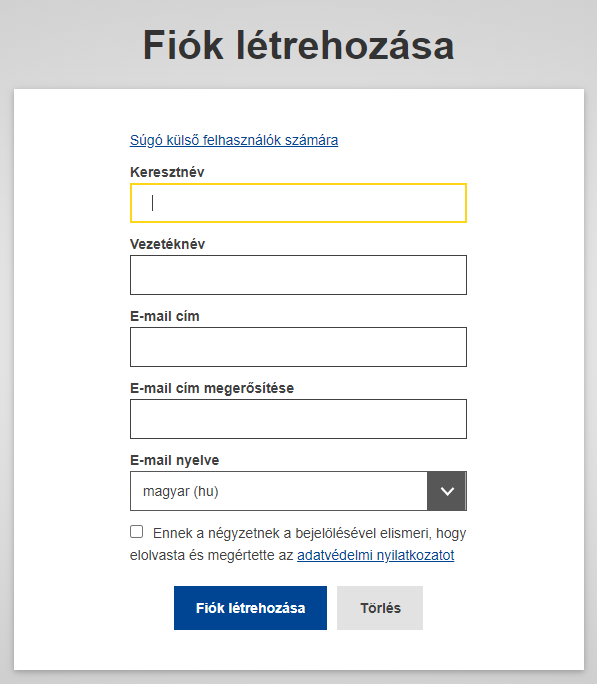 Fiók létrehozása
Súgó külső felhasználók számára
Keresztnév
Vezetéknév
E-mail cím
E-mail cím megerősítése
E-mail nyelve
magyar (hu)
Ennek a négyzetnek a bejelölésével elismeri, hogy
elolvasta és megértette az adatvédelmi nyilatkozatot
Fiók létrehozása
Törlés